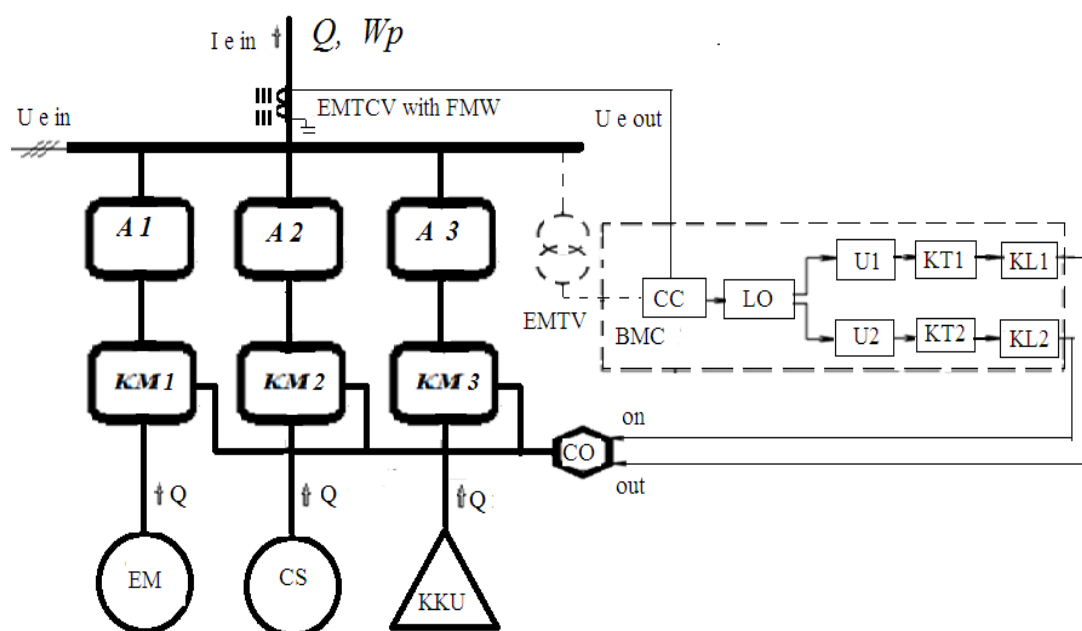 I e in
Q, Wp
EMTCV with FMW
U e in
U e out
A 1
A 2
A 3
U1
KT1
KL1
CC
LO
EMTV
BMC
U2
KT2
KL2
KM 1
KM 2
KM 3
on
CO
out
Q
Q
Q
EM
CS
KKU